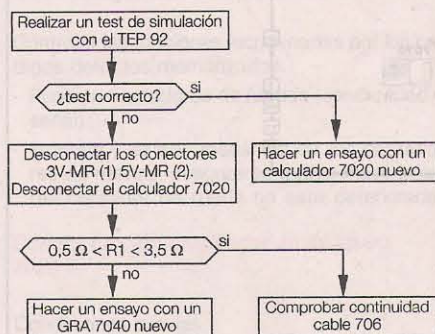 Realizar un test de simulación
con el TEP 92
¿test correcto?
si
no
Desconectar los conectores
3V-MR (1) 5V-MR (2).
Desconectar el calculador 7020
Hacer un ensayo con un
calculador 7020 nuevo
0,5 Ω < R1 < 3,5 Ω
si
no
Hacer un ensayo con un
GRA 7040 nuevo
Comprobar continuidad
cable 706